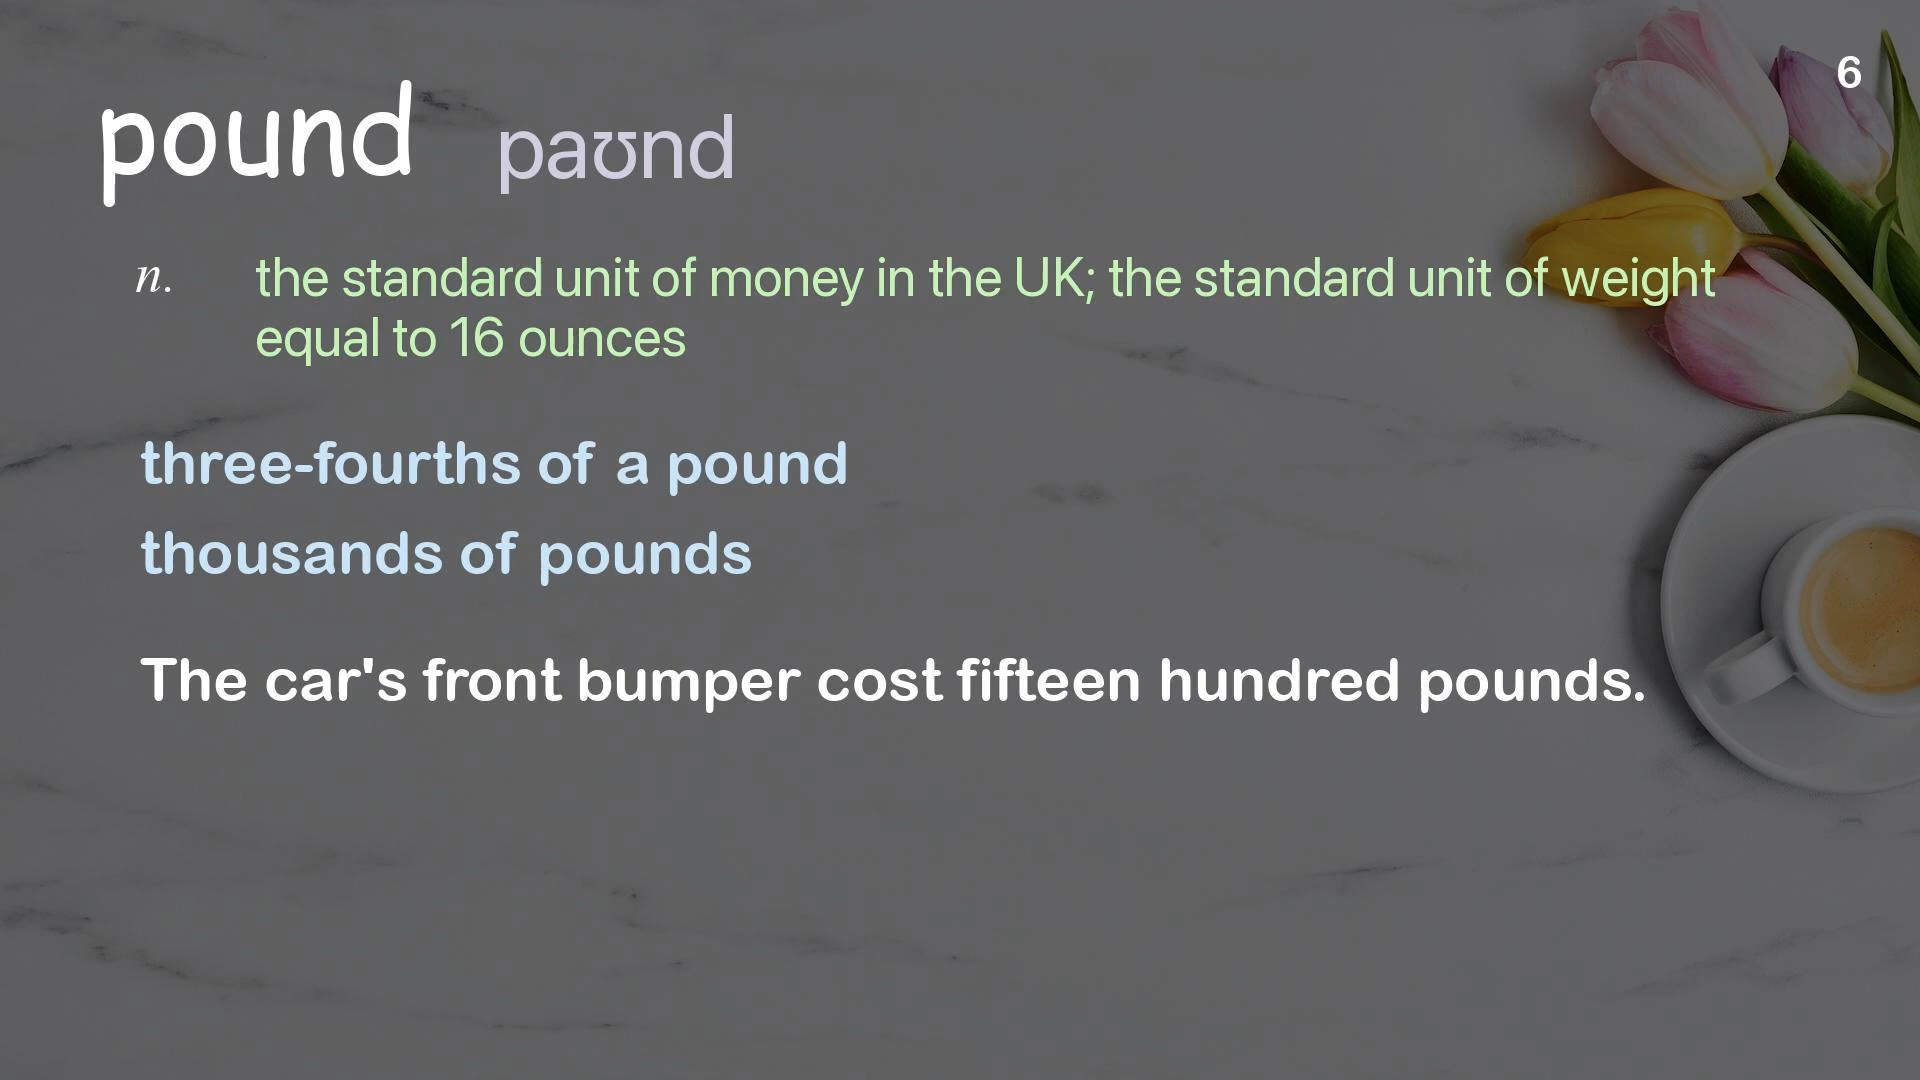 6
pound paʊnd
n. the standard unit of money in the UK; the standard unit of weight
equal to 16 ounces
three-fourths of a pound
thousands of pounds
The car's front bumper cost fifteen hundred pounds.